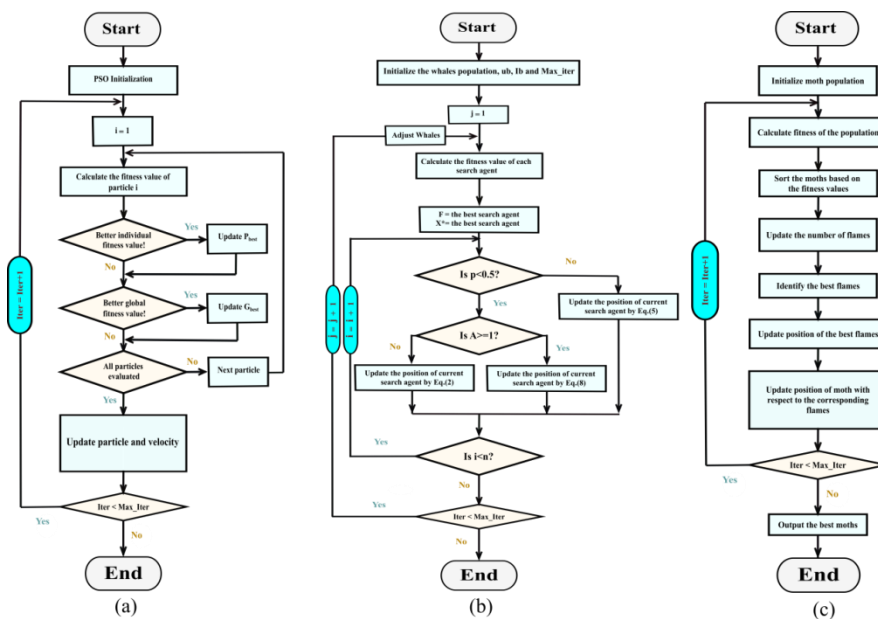 Start
PSO Initialization
i = 1
Calculate the fitness value of
particle i
Better individual
fitness value!
Yes
Update Pbest
No
Better global
fitness value!
Yes
Update Gbest
No
All particles
evaluated
No
Next particle
Yes
Update particle and velocity
Iter = Iter+1
Iter < Max_Iter
Yes
No
End
(a)
Start
Initialize the whales population, ub, Ib and Max_iter
j = 1
Adjust Whales
Calculate the fitness value of each
search agent
F = the best search agent
X*= the best search agent
Is p<0.5?
No
Update the position of current
search agent by Eq.(5)
Yes
Is A>=1?
No
Yes
Update the position of current
search agent by Eq.(2)
Update the position of current
search agent by Eq.(8)
j = j + 1
i = i + 1
Is i<n?
Yes
No
Iter < Max_Iter
Yes
No
End
(b)
Start
Initialize moth population
Calculate fitness of the population
Sort the moths based on
the fitness values
Update the number of flames
Identify the best flames
Update position of the best flames
Update position of moth with
respect to the corresponding
flames
Iter = Iter+1
Iter < Max_Iter
Yes
No
Output the best moths
End
(c)